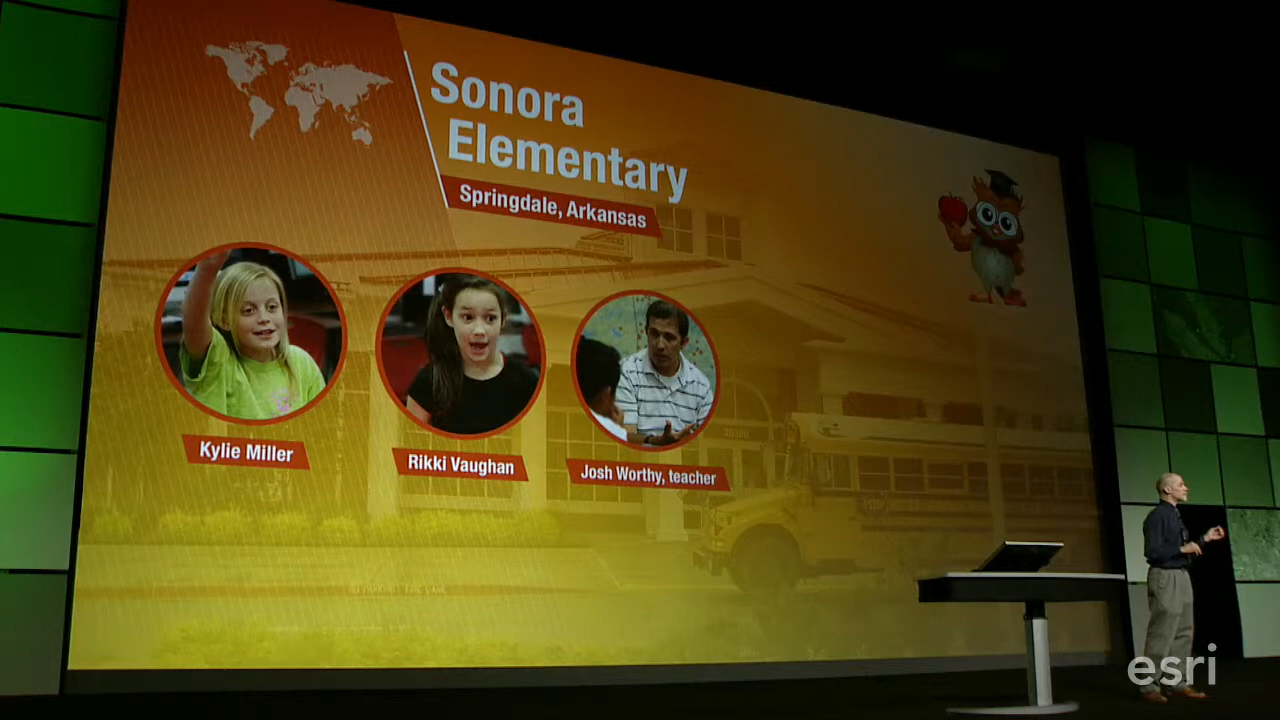 Sonora
Elementary
Springdale, Arkansas
Kylie Miller
Rikki Vaughan
Josh Worthy, teacher
esri